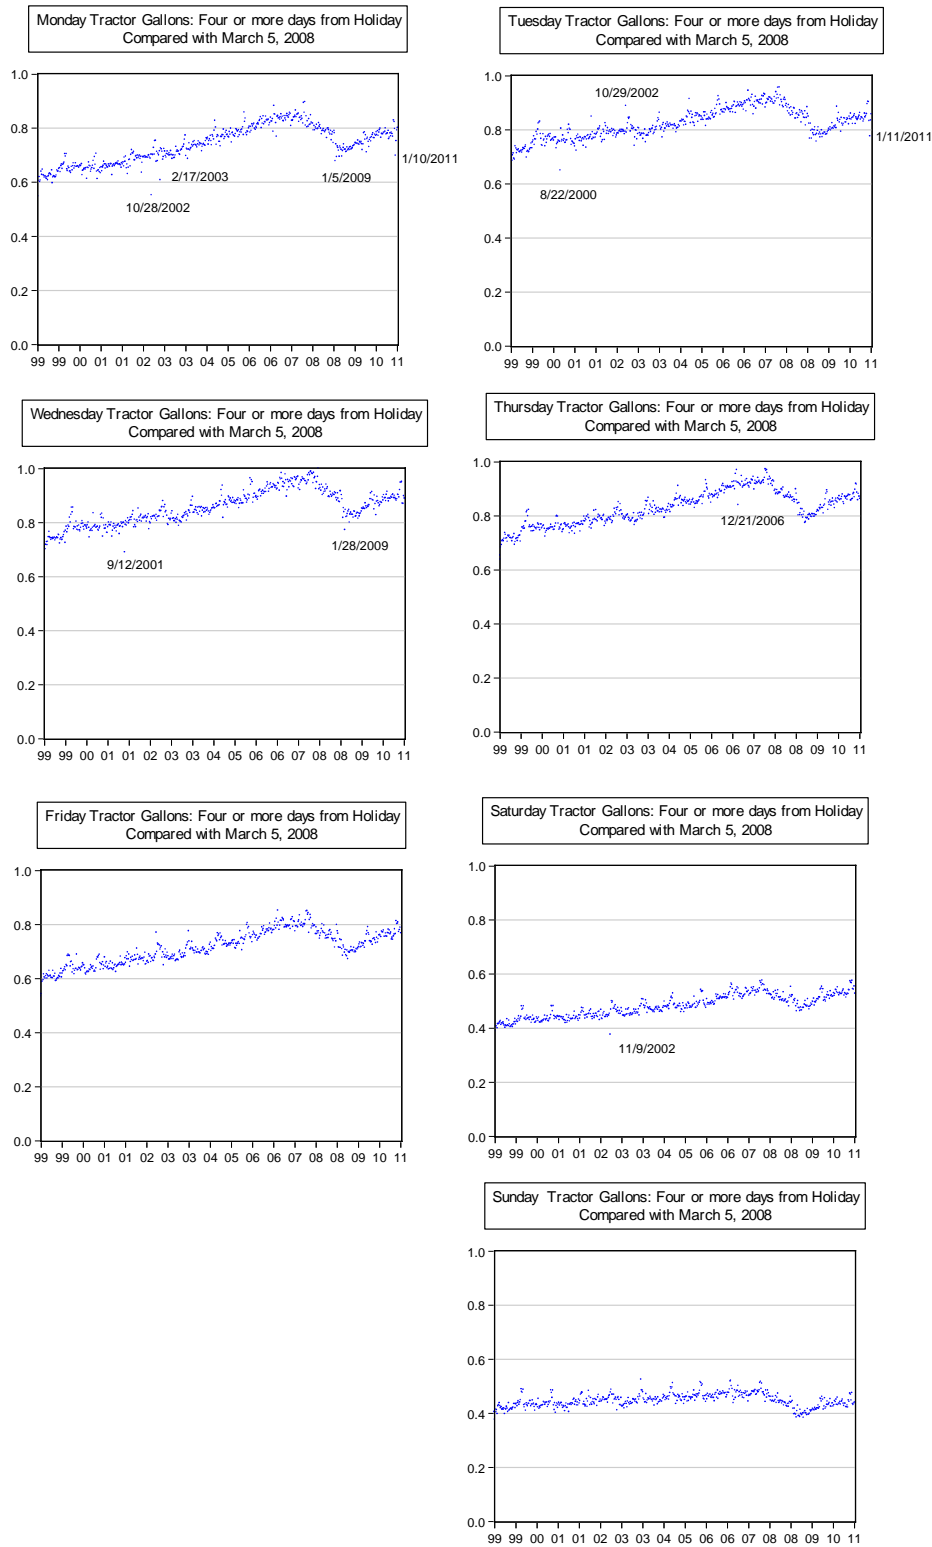 Monday Tractor Gallons: Four or more days from Holiday
Compared with March 5, 2008
1.0
0.8
0.6
0.4
0.2
0.0
1/10/2011
2/17/2003
1/5/2009
10/28/2002
99 99 00 01 01 02 03 03 04 05 06 06 07 08 08 09 10 11
Tuesday Tractor Gallons: Four or more days from Holiday
Compared with March 5, 2008
1.0
0.8
0.6
0.4
0.2
0.0
10/29/2002
1/11/2011
8/22/2000
99 99 00 01 01 02 03 03 04 05 06 06 07 08 08 09 10 11
Wednesday Tractor Gallons: Four or more days from Holiday
Compared with March 5, 2008
1.0
0.8
0.6
0.4
0.2
0.0
1/28/2009
9/12/2001
99 99 00 01 01 02 03 03 04 05 06 06 07 08 08 09 10 11
Thursday Tractor Gallons: Four or more days from Holiday
Compared with March 5, 2008
1.0
0.8
0.6
0.4
0.2
0.0
12/21/2006
99 99 00 01 01 02 03 03 04 05 06 06 07 08 08 09 10 11
Friday Tractor Gallons: Four or more days from Holiday
Compared with March 5, 2008
1.0
0.8
0.6
0.4
0.2
0.0
99 99 00 01 01 02 03 03 04 05 06 06 07 08 08 09 10 11
Saturday Tractor Gallons: Four or more days from Holiday
Compared with March 5, 2008
1.0
0.8
0.6
0.4
0.2
0.0
11/9/2002
99 99 00 01 01 02 03 03 04 05 06 06 07 08 08 09 10 11
Sunday Tractor Gallons: Four or more days from Holiday
Compared with March 5, 2008
1.0
0.8
0.6
0.4
0.2
0.0
99 99 00 01 01 02 03 03 04 05 06 06 07 08 08 09 10 11